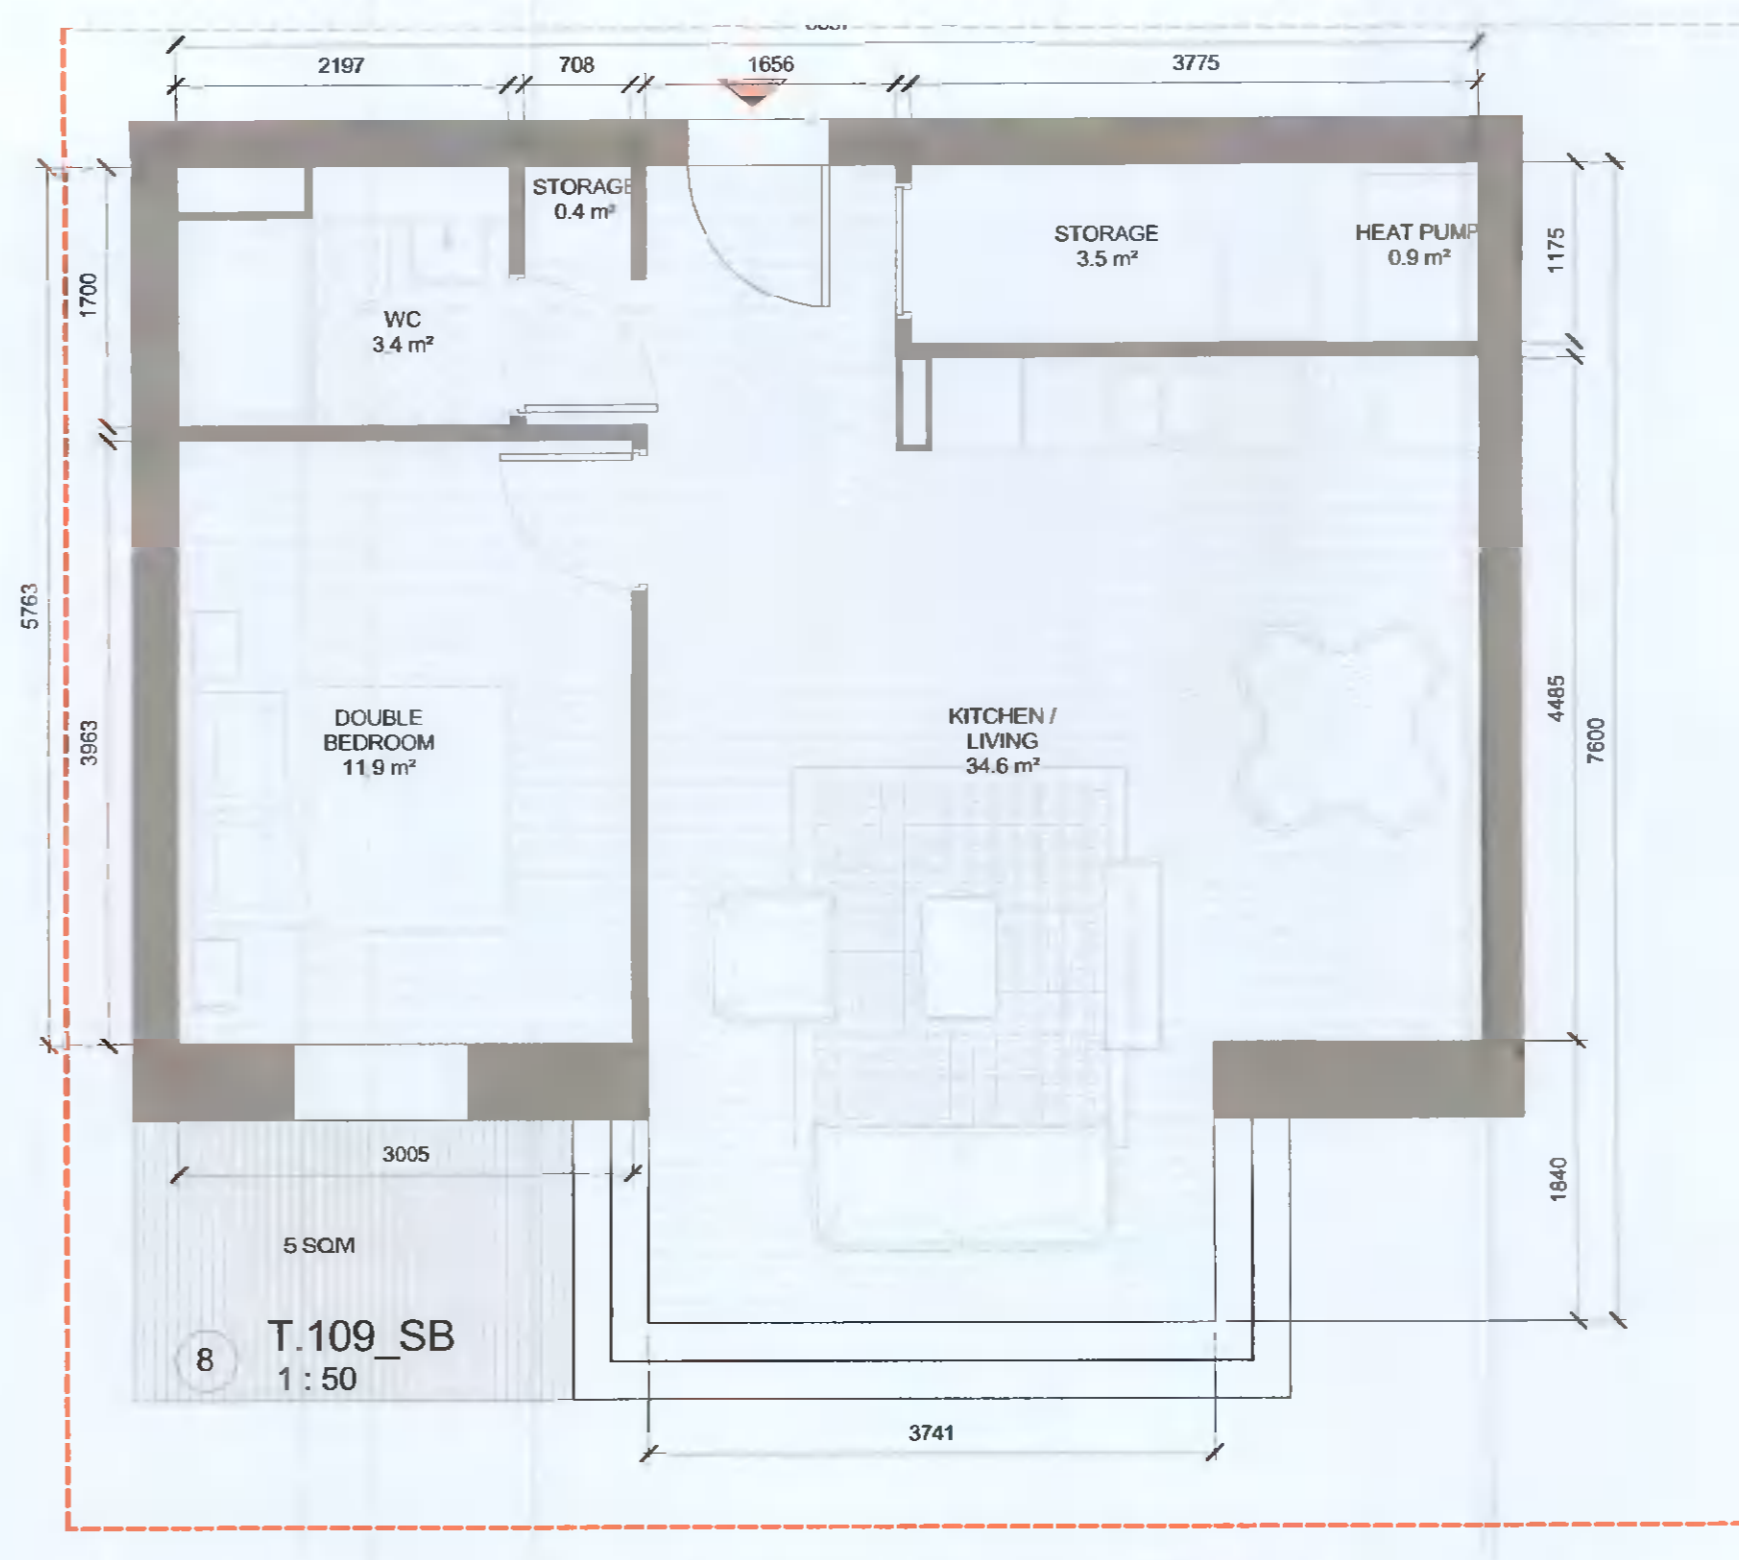 2197
708
1656
3775
STORAGE
0.4 m²
STORAGE
3.5 m²
HEAT PUMP
0.9 m²
1175
1700
WC
3.4 m²
5763
3963
DOUBLE
BEDROOM
11.9 m²
KITCHEN /
LIVING
34.6 m²
4485
7600
3005
1840
5 SQM
8
T.109_SB
1 : 50
3741